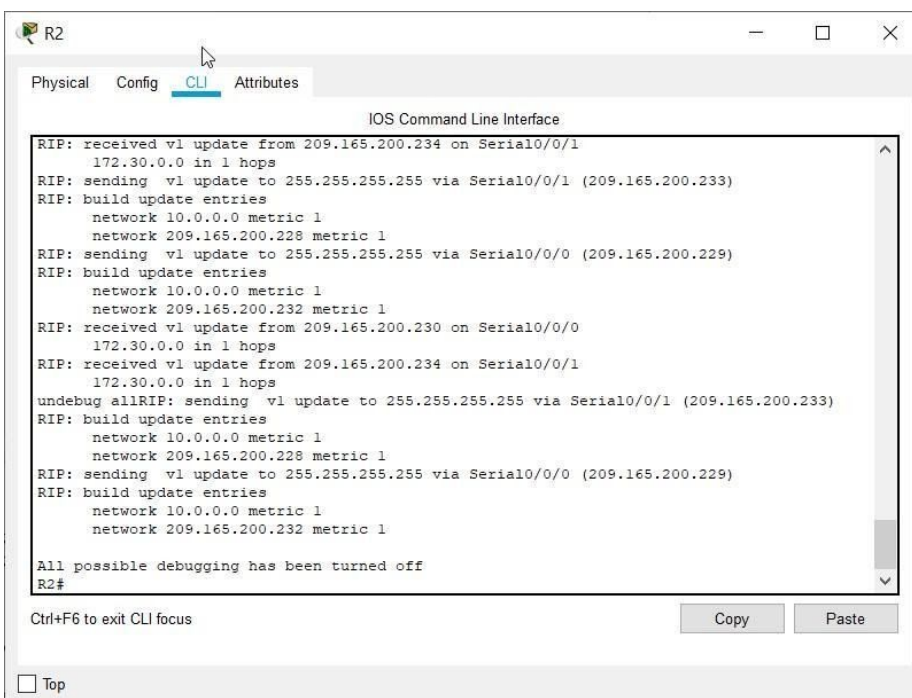 R2
Physical Config CLI Attributes
IOS Command Line Interface
RIP: received v1 update from 209.165.200.234 on Serial0/0/1
172.30.0.0 in 1 hops
RIP: sending  v1 update to 255.255.255.255 via Serial0/0/1 (209.165.200.233)
RIP: build update entries
network 10.0.0.0 metric 1
network 209.165.200.228 metric 1
RIP: sending  v1 update to 255.255.255.255 via Serial0/0/0 (209.165.200.229)
RIP: build update entries
network 10.0.0.0 metric 1
network 209.165.200.232 metric 1
RIP: received v1 update from 209.165.200.230 on Serial0/0/0
172.30.0.0 in 1 hops
RIP: received v1 update from 209.165.200.234 on Serial0/0/1
172.30.0.0 in 1 hops
undebug allRIP: sending  v1 update to 255.255.255.255 via Serial0/0/1 (209.165.200.233)
RIP: build update entries
network 10.0.0.0 metric 1
network 209.165.200.228 metric 1
RIP: sending  v1 update to 255.255.255.255 via Serial0/0/0 (209.165.200.229)
RIP: build update entries
network 10.0.0.0 metric 1
network 209.165.200.232 metric 1
All possible debugging has been turned off
R2#
Ctrl+F6 to exit CLI focus Copy Paste
Top